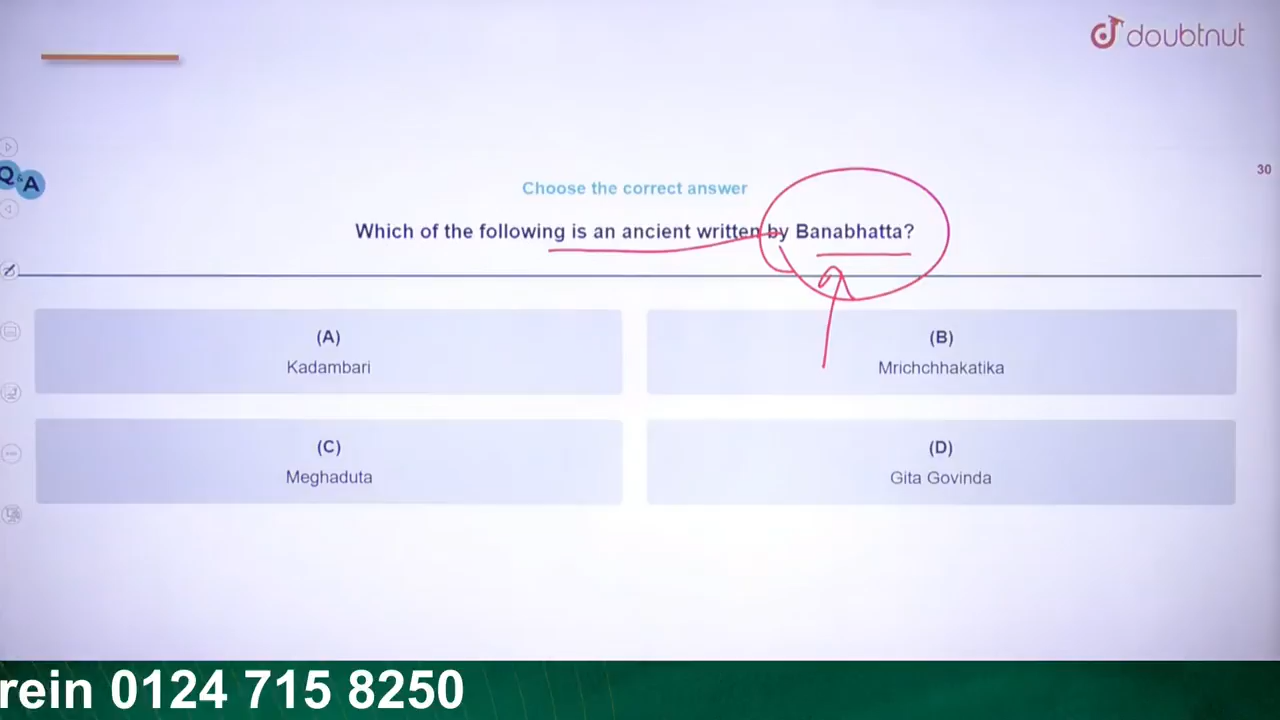 doubtnut
Q&A
30
Choose the correct answer
Which of the following is an ancient written by Banabhatta?
(A)
Kadambari
(B)
Mrichchhakatika
(C)
Meghaduta
(D)
Gita Govinda
rein 0124 715 8250